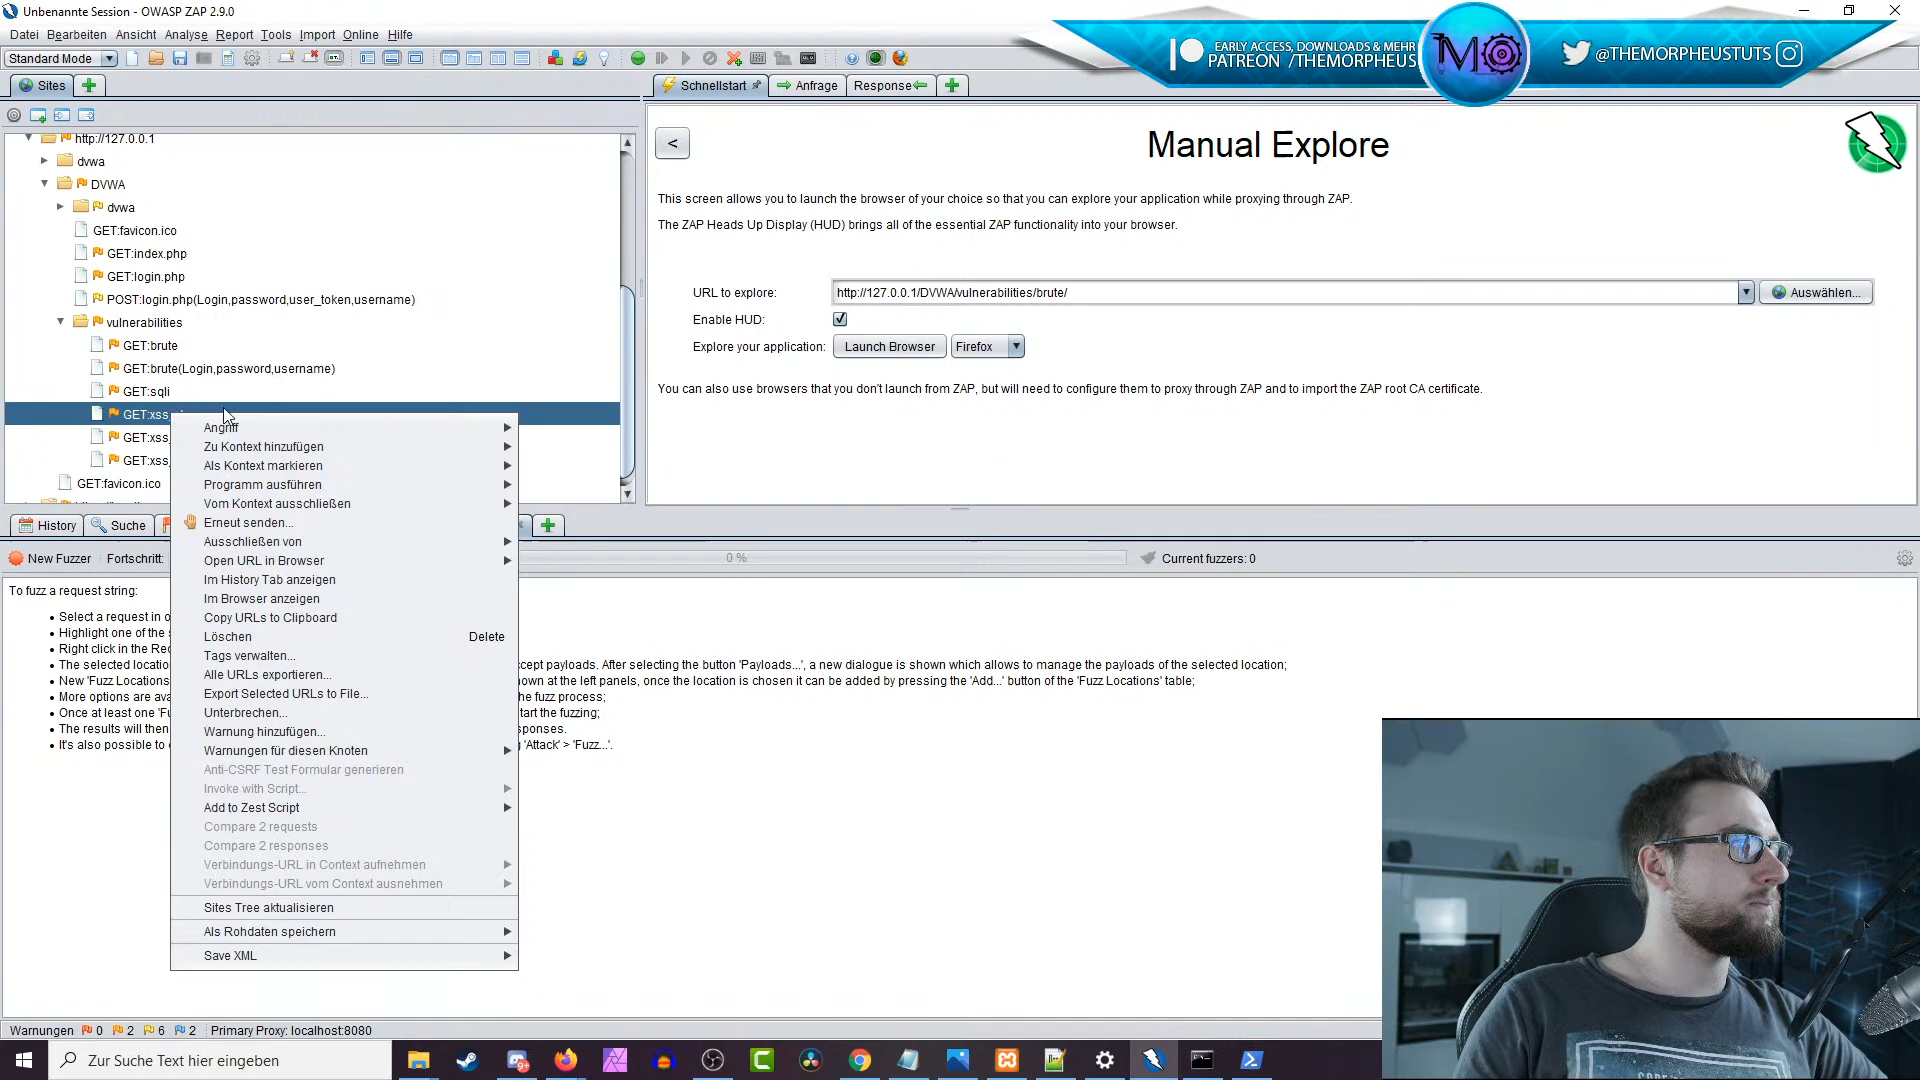 Unbenannte Session - OWASP ZAP 2.9.0
Datei Bearbeiten Ansicht Analyse Report Tools Import Online Hilfe
Standard Mode
EARLY ACCESS, DOWNLOADS & MEHR
PATREON /THEMORPHEUS
MO
@THEMORPHEUSTUTS
Sites
Schnellstart Anfrage Response
http://127.0.0.1
dvwa
DVWA
dvwa
GET:favicon.ico
GET:index.php
GET:login.php
POST:login.php(Login,password,user_token,username)
vulnerabilities
GET:brute
GET:brute(Login,password,username)
GET:sqli
GET:xss_
GET:xss_
GET:xss_
GET:favicon.ico
<
Manual Explore
This screen allows you to launch the browser of your choice so that you can explore your application while proxying through ZAP.
The ZAP Heads Up Display (HUD) brings all of the essential ZAP functionality into your browser.
URL to explore: http://127.0.0.1/DVWA/vulnerabilities/brute/ Auswählen...
Enable HUD:
Explore your application: Launch Browser Firefox
You can also use browsers that you don't launch from ZAP, but will need to configure them to proxy through ZAP and to import the ZAP root CA certificate.
Angriff
Zu Kontext hinzufügen
Als Kontext markieren
Programm ausführen
Vom Kontext ausschließen
Erneut senden...
Ausschließen von
Open URL in Browser
Im History Tab anzeigen
Im Browser anzeigen
Copy URLs to Clipboard
Löschen Delete
Tags verwalten...
Alle URLs exportieren...
Export Selected URLs to File...
Unterbrechen...
Warnung hinzufügen...
Warnungen für diesen Knoten
Anti-CSRF Test Formular generieren
Invoke with Script...
Add to Zest Script
Compare 2 requests
Compare 2 responses
Verbindungs-URL in Context aufnehmen
Verbindungs-URL vom Context ausnehmen
Sites Tree aktualisieren
Als Rohdaten speichern
Save XML
History Suche
New Fuzzer Fortschritt: 0 % Current fuzzers: 0
To fuzz a request string:
Select a request in
Highlight one of the
Right click in the
The selected ccept payloads. After selecting the button 'Payloads...', a new dialogue is shown which allows to manage the payloads of the selected location;
New 'Fuzz Locations own at the left panels, once the location is chosen it can be added by pressing the 'Add...' button of the 'Fuzz Locations' table;
More options are the fuzz process;
Once at least one tart the fuzzing;
The results will then sponses.
It's also possible to 'Attack' > 'Fuzz...'.
Warnungen 0 2 6 2 Primary Proxy: localhost:8080
Zur Suche Text hier eingeben